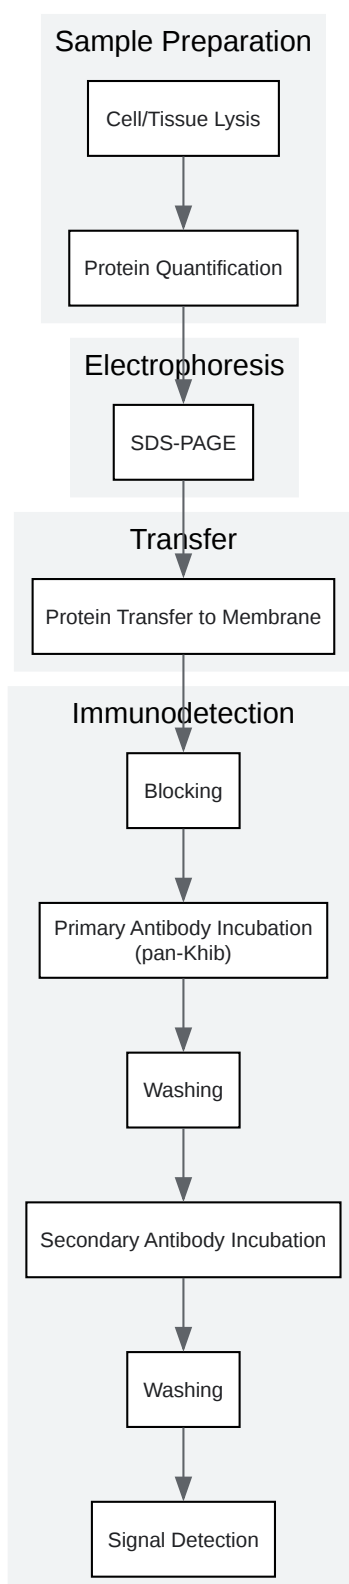 Sample Preparation
Cell/Tissue Lysis
Protein Quantification
Electrophoresis
SDS-PAGE
Transfer
Protein Transfer to Membrane
Immunodetection
Blocking
Primary Antibody Incubation
(pan-Khib)
Washing
Secondary Antibody Incubation
Washing
Signal Detection